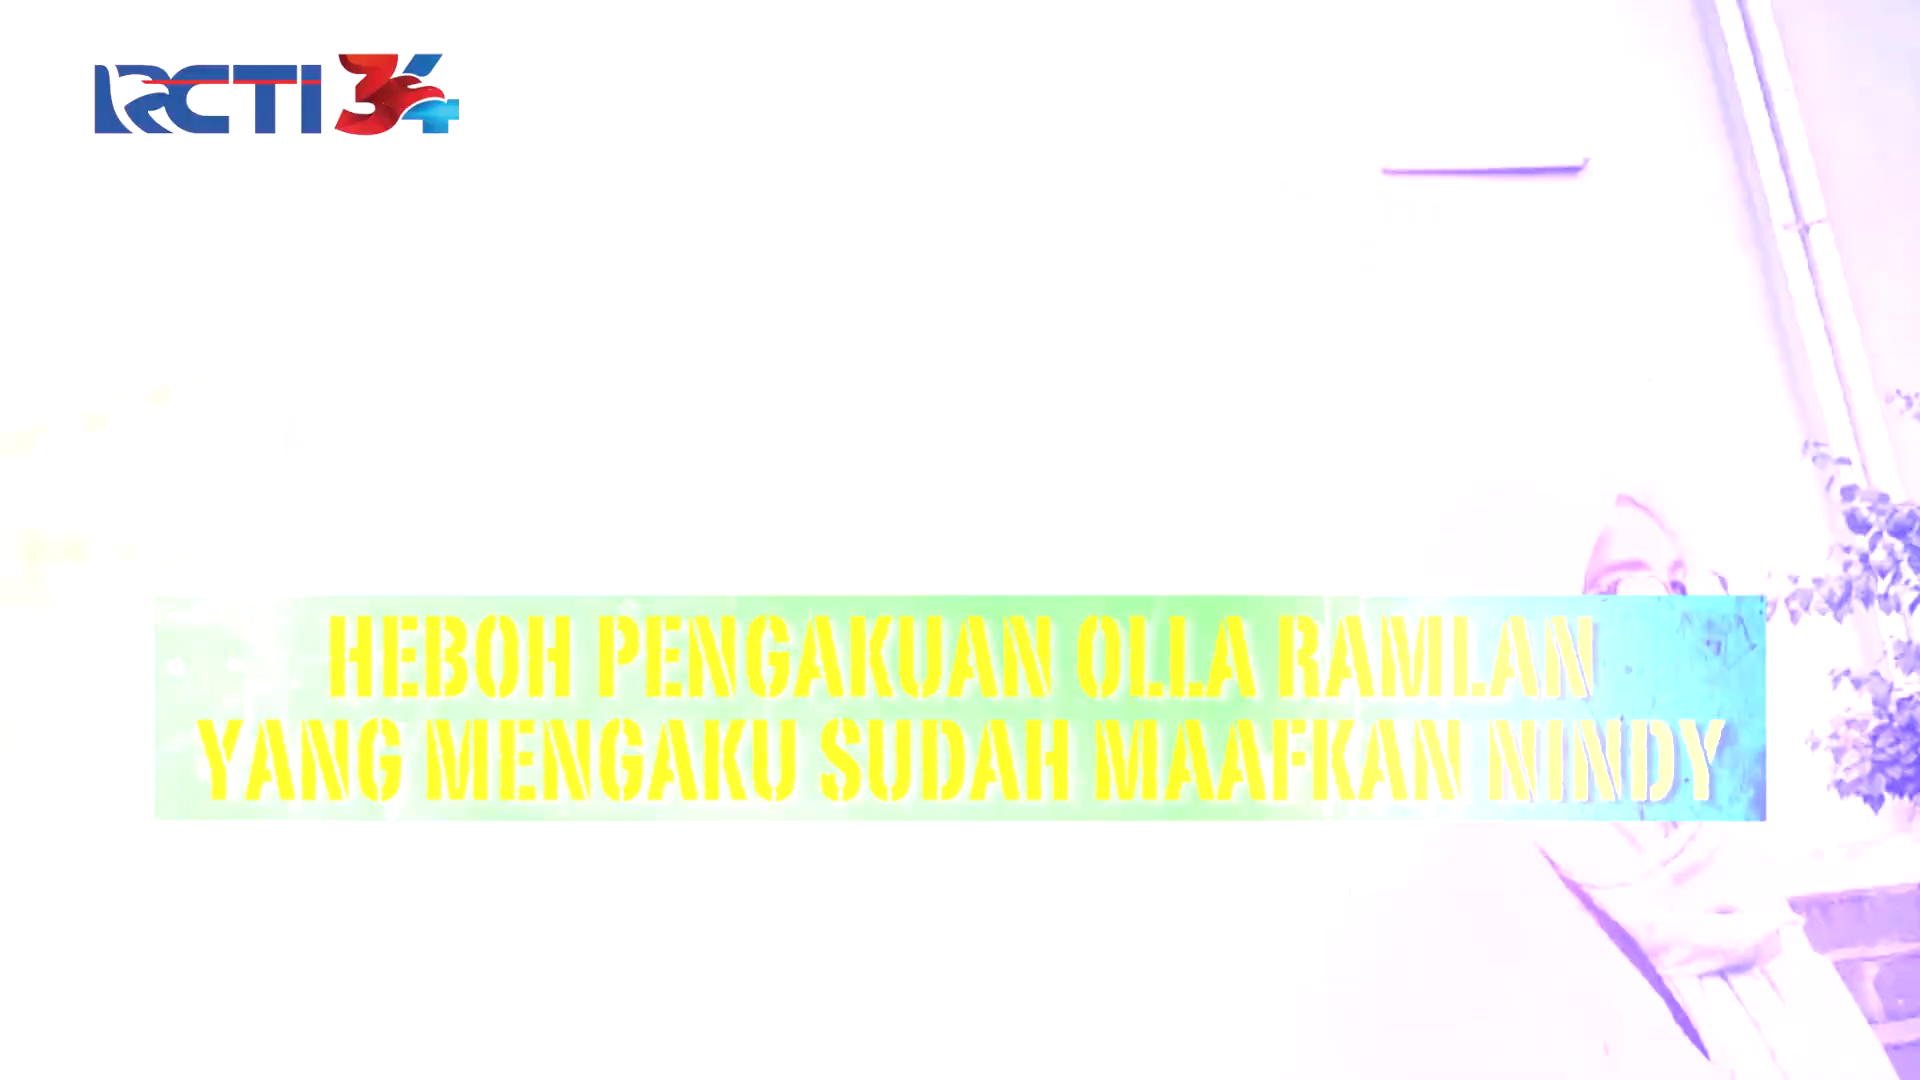 RCTI 34
HEBOH PENGAKUAN OLLA RAMLAN
YANG MENGAKU SUDAH MAAFKAN NINDY